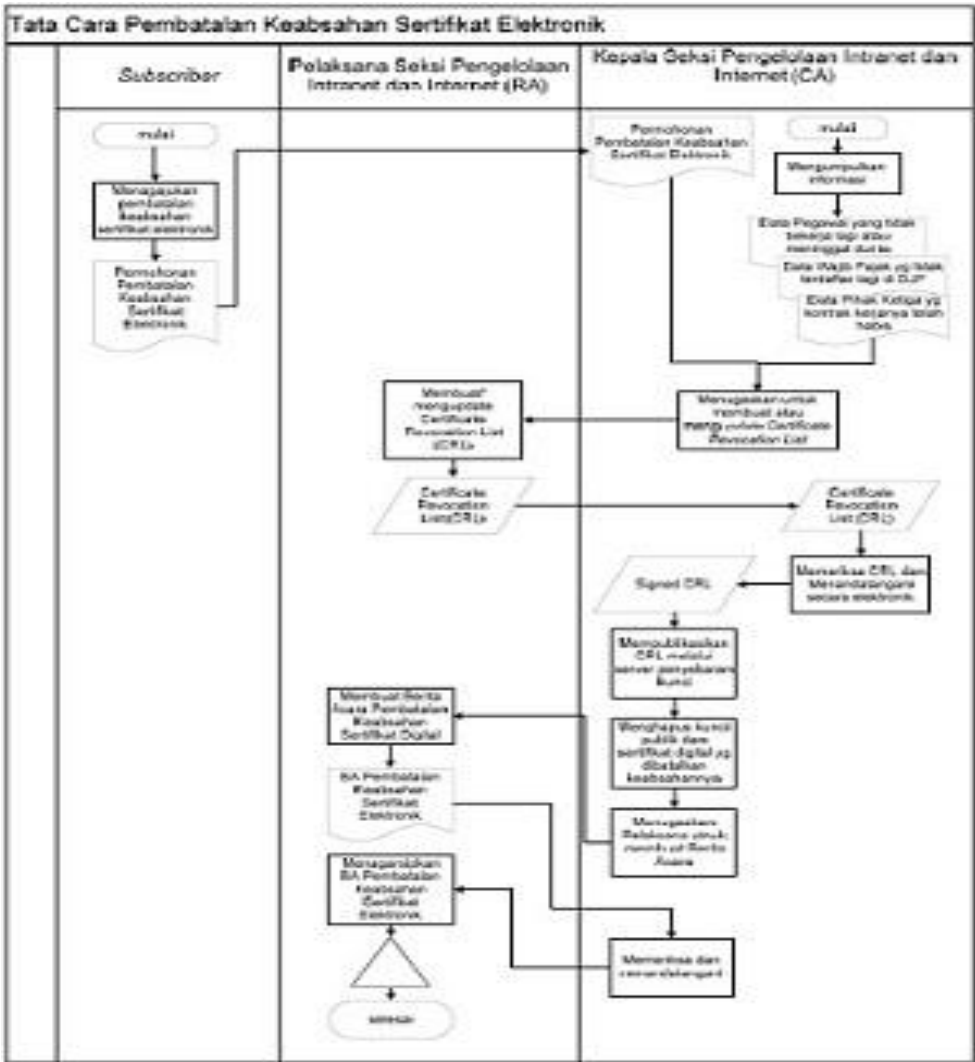 Tata Cara Pembatalan Keabsahan Sertifikat Elektronik
Subscriber
Pelaksana Seksi Pengelolaan
Intranet dan Internet (RA)
Kepala Seksi Pengelolaan Intranet dan
Internet (CA)
mulai
Mengajukan
pembatalan
keabsahan
sertifikat elektronik
Permohonan
Pembatalan
Keabsahan
Sertifikat
Elektronik
Permohonan
Pembatalan Keabsahan
Sertifikat Elektronik
mulai
Mengumpulkan
informasi
Data Pegawai yang tidak
bekerja lagi atau
meninggal dunia
Data Wajib Pajak yg tidak
terdaftar lagi di DJP
Data Pihak Ketiga yg
kontrak kerjanya telah
habis
Menugaskan untuk
membuat atau
mengupdate Certificate
Revocation List
Membuat/
mengupdate
Certificate
Revocation List
(CRL)
Certificate
Revocation
List(CRL)
Certificate
Revocation
List (CRL)
Memeriksa CRL dan
Menandatangani
secara elektronik
Signed CRL
Mempublikasikan
CRL melalui
server penyebaran
kunci
Menghapus kunci
publik dan
sertifikat digital yg
dibatalkan
keabsahannya
Menugaskan
Pelaksana untuk
membuat Berita
Acara
Membuat Berita
Acara Pembatalan
Keabsahan
Sertifikat Digital
BA Pembatalan
Keabsahan
Sertifikat
Elektronik
Memeriksa dan
menandatangani
Mengarsipkan
BA Pembatalan
Keabsahan
Sertifikat
Elektronik
selesai